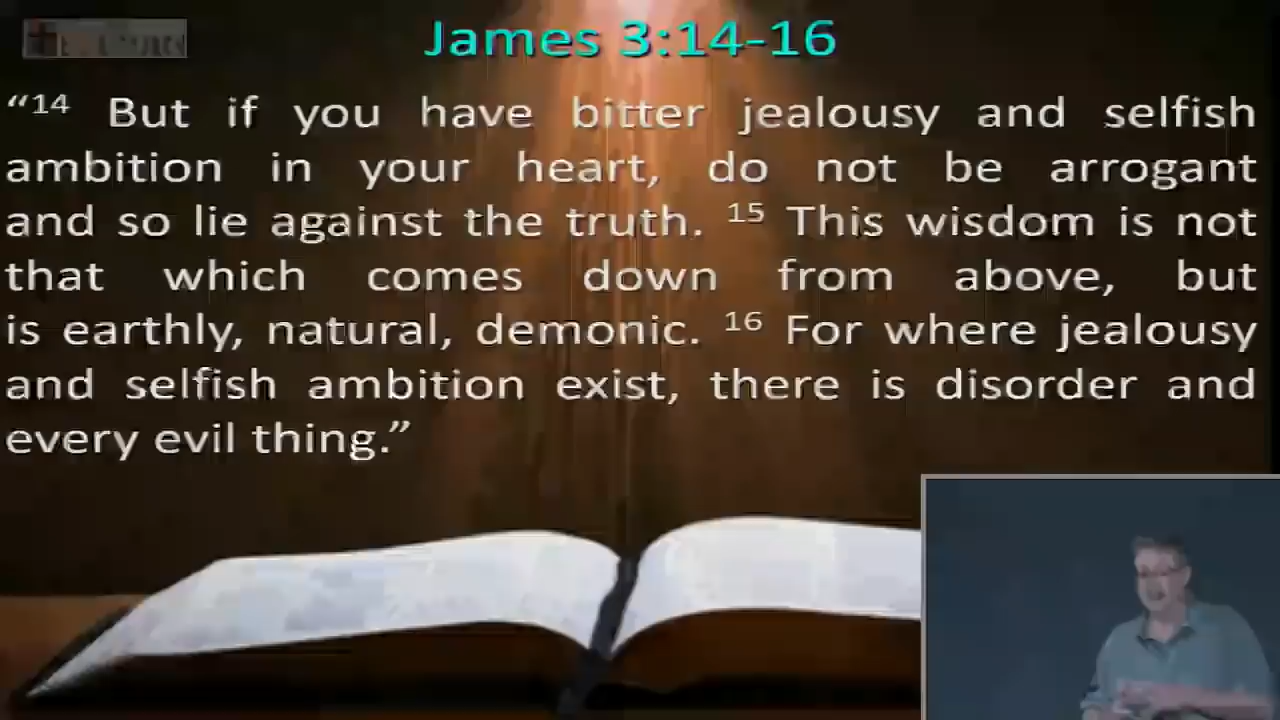 James 3:14-16
“14 But if you have bitter jealousy and selfish
ambition in your heart, do not be arrogant
and so lie against the truth. 15 This wisdom is not
that which comes down from above, but
is earthly, natural, demonic. 16 For where jealousy
and selfish ambition exist, there is disorder and
every evil thing.”